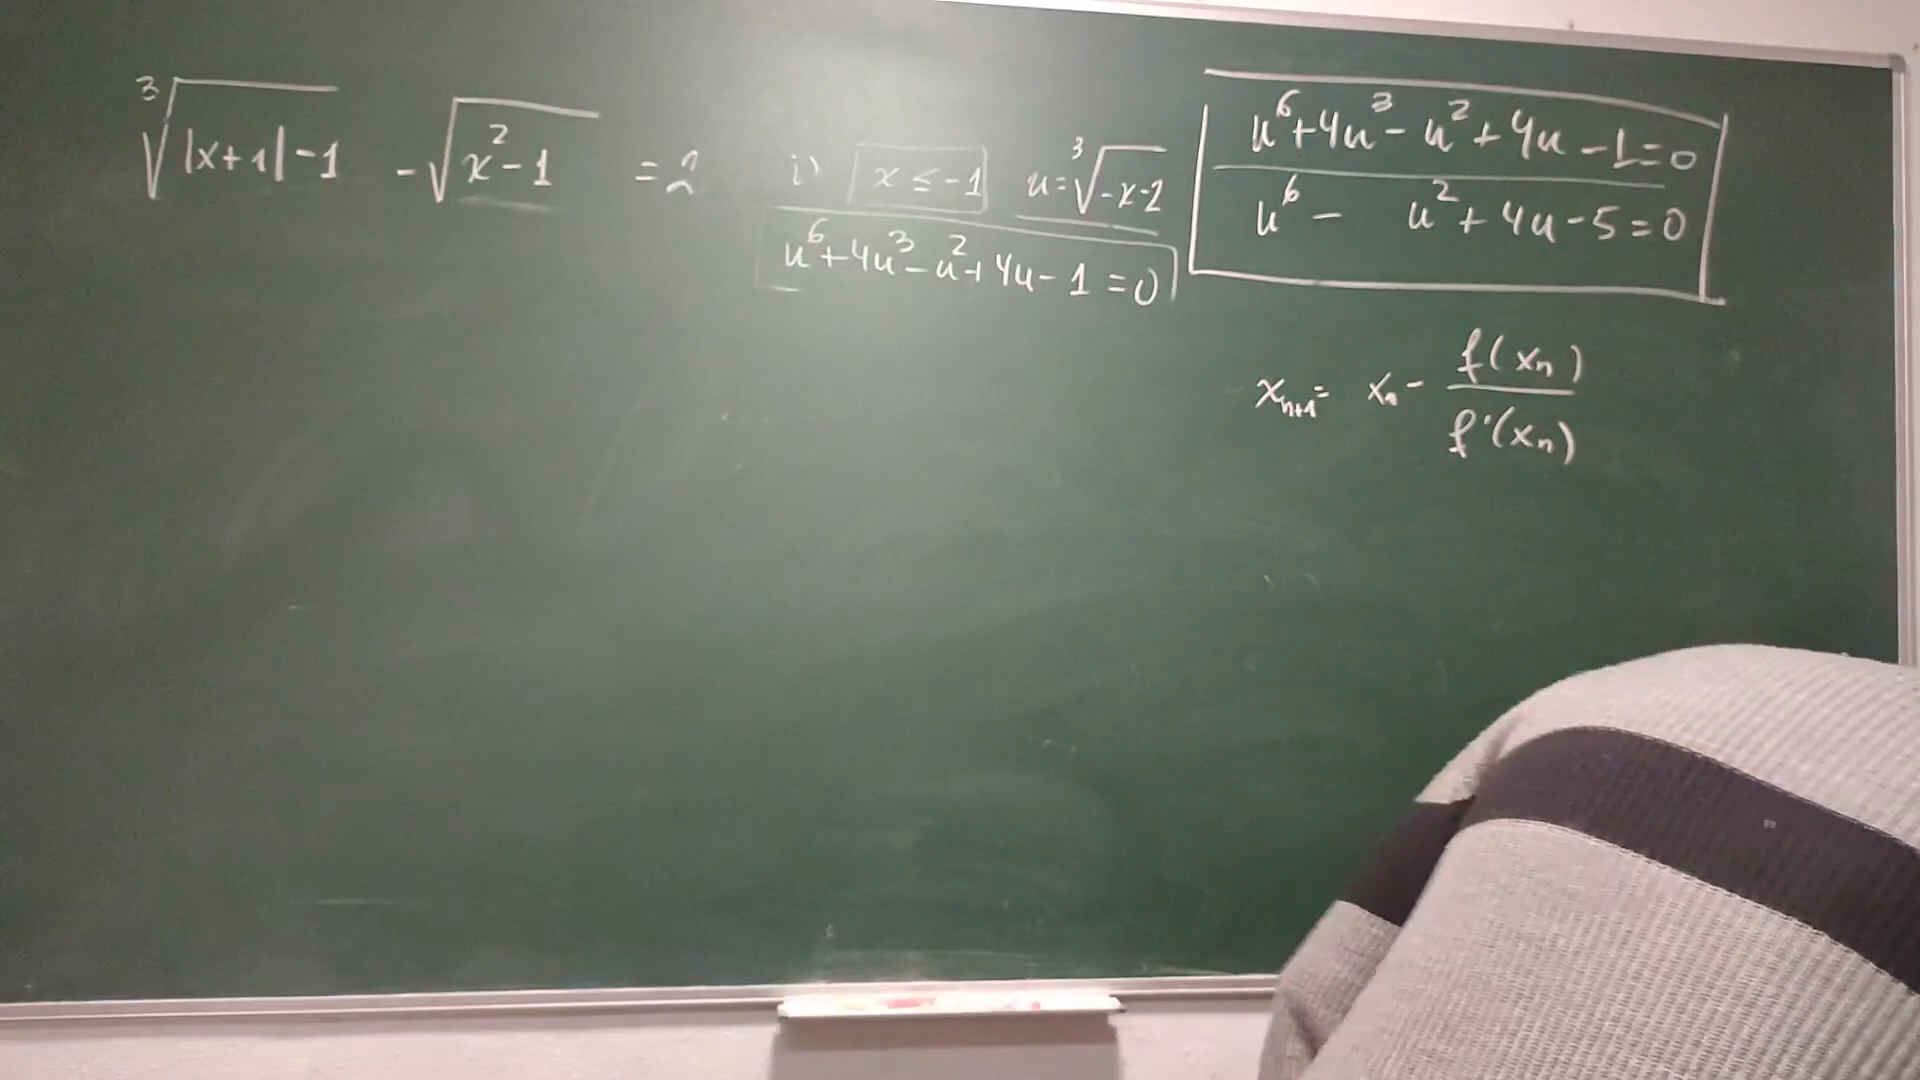 ∛(|x+1|-1) - √(x²-1) = 2
i) x ≤ -1 u = ∛(-x-2)
u⁶+4u³-u²+4u-1=0
u⁶+4u³-u²+4u-1=0
u⁶- u²+4u-5=0
xₙ₊₁= xₙ- f(xₙ)/f'(xₙ)